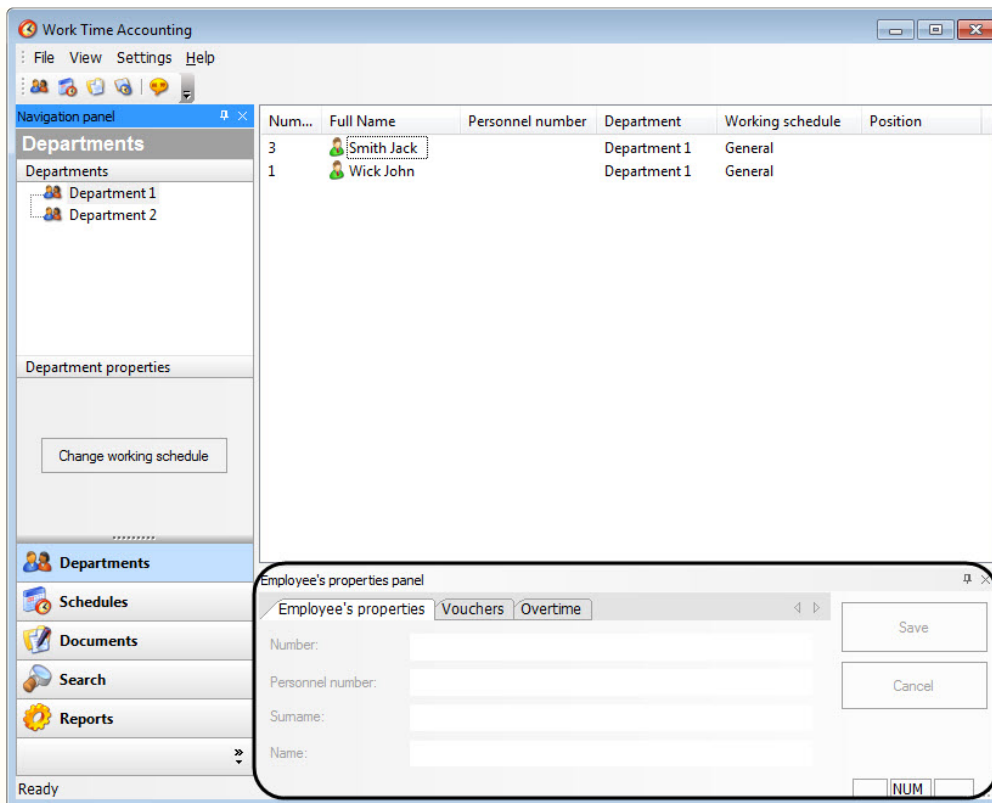 Work Time Accounting
File View Settings Help
Navigation panel
Departments
Departments
Department 1
Department 2
Department properties
Change working schedule
Departments
Schedules
Documents
Search
Reports
Num... Full Name Personnel number Department Working schedule Position
3 Smith Jack Department 1 General
1 Wick John Department 1 General
Employee's properties panel
Employee's properties Vouchers Overtime
Number:
Personnel number:
Surname:
Name:
Save
Cancel
Ready NUM